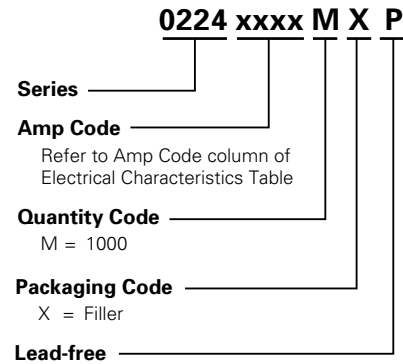 0224 xxxx M X P
Series
Amp Code
Refer to Amp Code column of
Electrical Characteristics Table
Quantity Code
M = 1000
Packaging Code
X = Filler
Lead-free